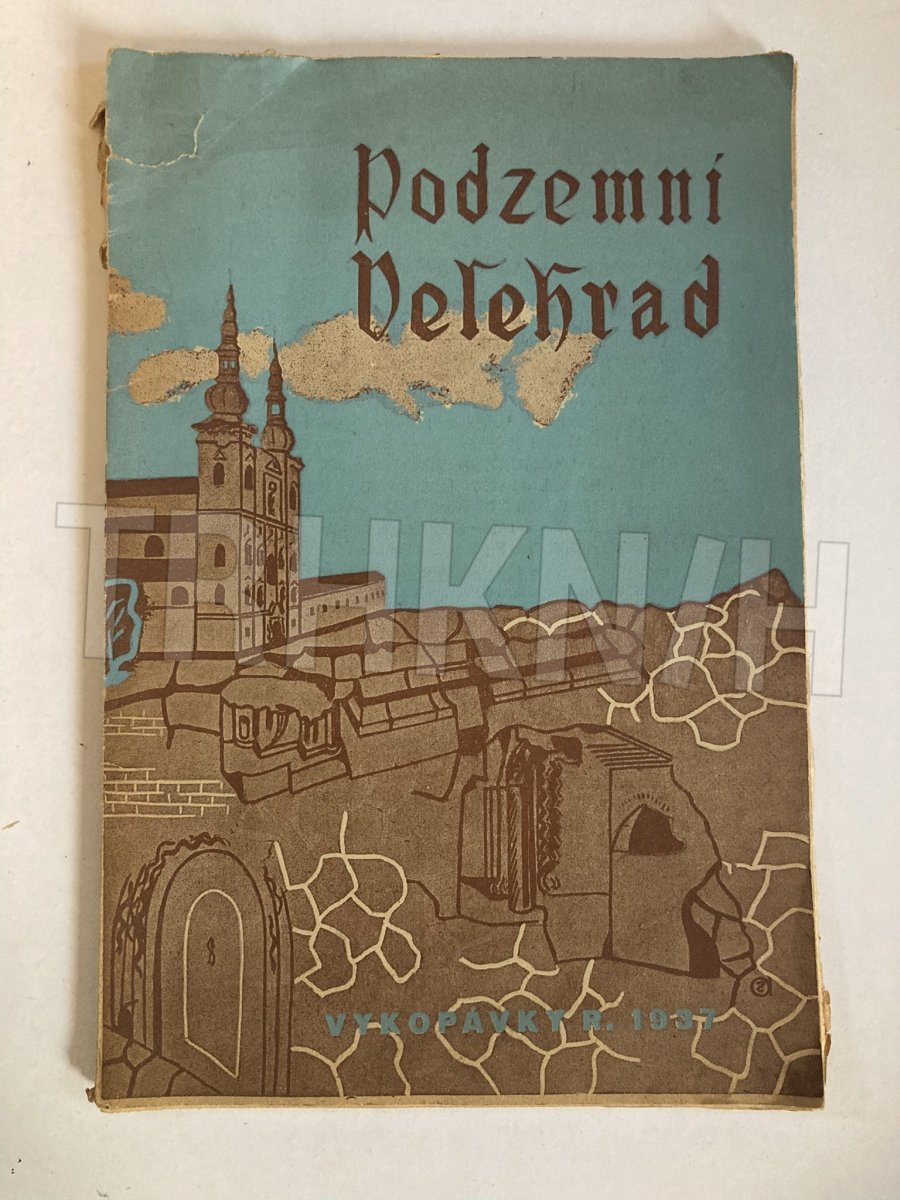 Podzemní
Velehrad
VYKOPÁVKY R. 1937